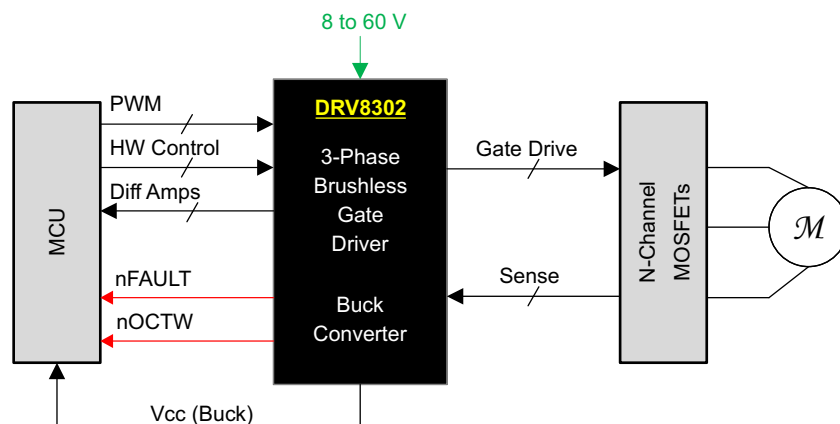 8 to 60 V
PWM
HW Control
Diff Amps
nFAULT
nOCTW
MCU
DRV8302
3-Phase
Brushless
Gate
Driver
Buck
Converter
Gate Drive
Sense
N-Channel
MOSFETs
M
Vcc (Buck)